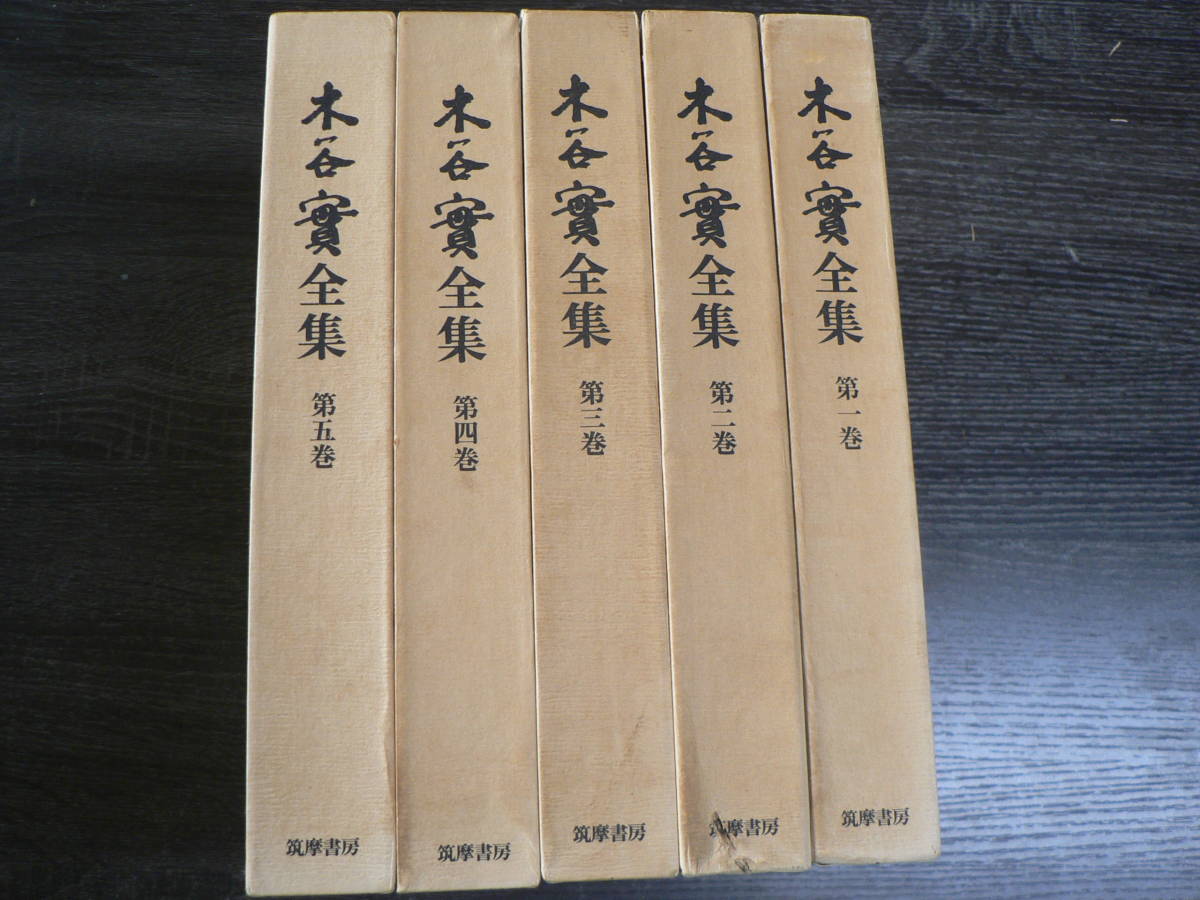 木谷實全集 第一巻 筑摩書房
木谷實全集 第二巻 筑摩書房
木谷實全集 第三巻 筑摩書房
木谷實全集 第四巻 筑摩書房
木谷實全集 第五巻 筑摩書房